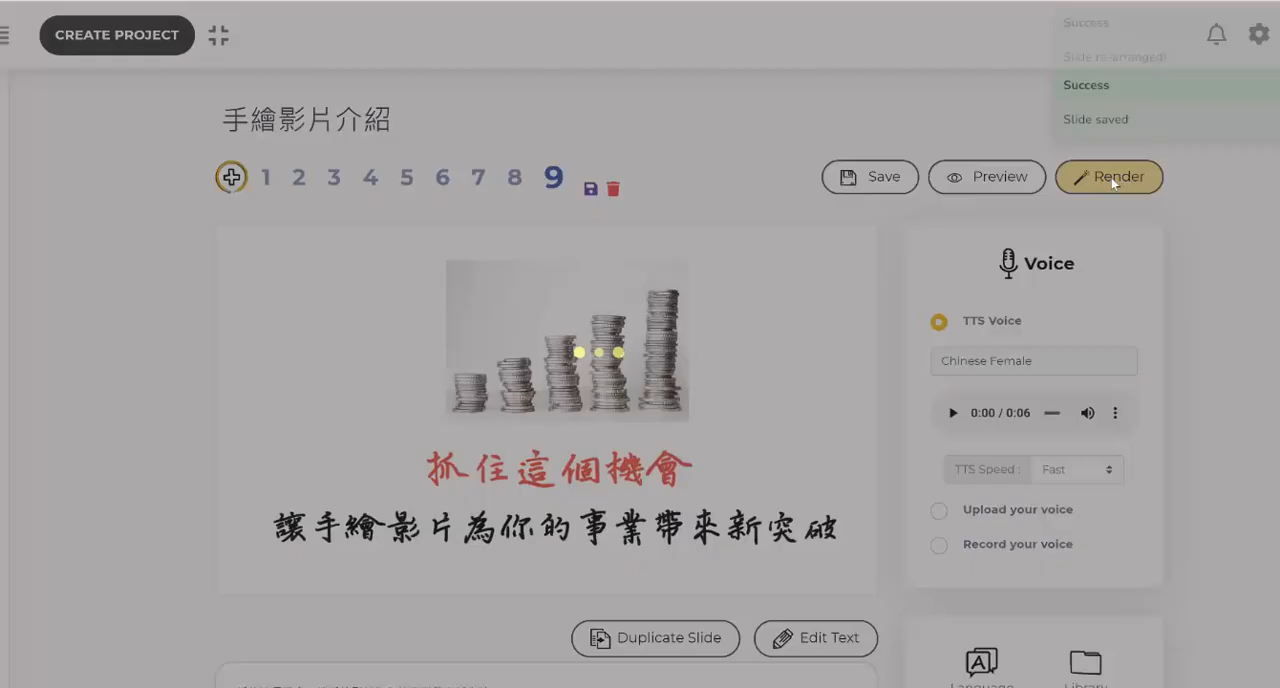 CREATE PROJECT
Success
Slide re-arranged!
Success
Slide saved
手繪影片介紹
1 2 3 4 5 6 7 8 9
Save
Preview
Render
Voice
TTS Voice
Chinese Female
0:00 / 0:06
TTS Speed :
Fast
Upload your voice
Record your voice
抓住這個機會
讓手繪影片為你的事業帶來新突破
Duplicate Slide
Edit Text
A
Language
Library